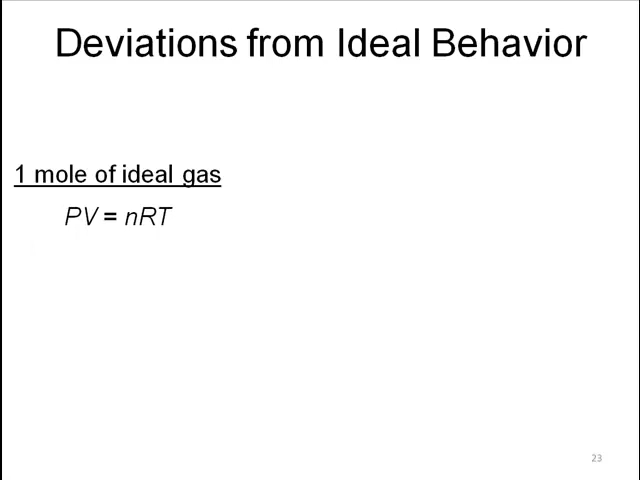 Deviations from Ideal Behavior
1 mole of ideal gas
PV = nRT
23